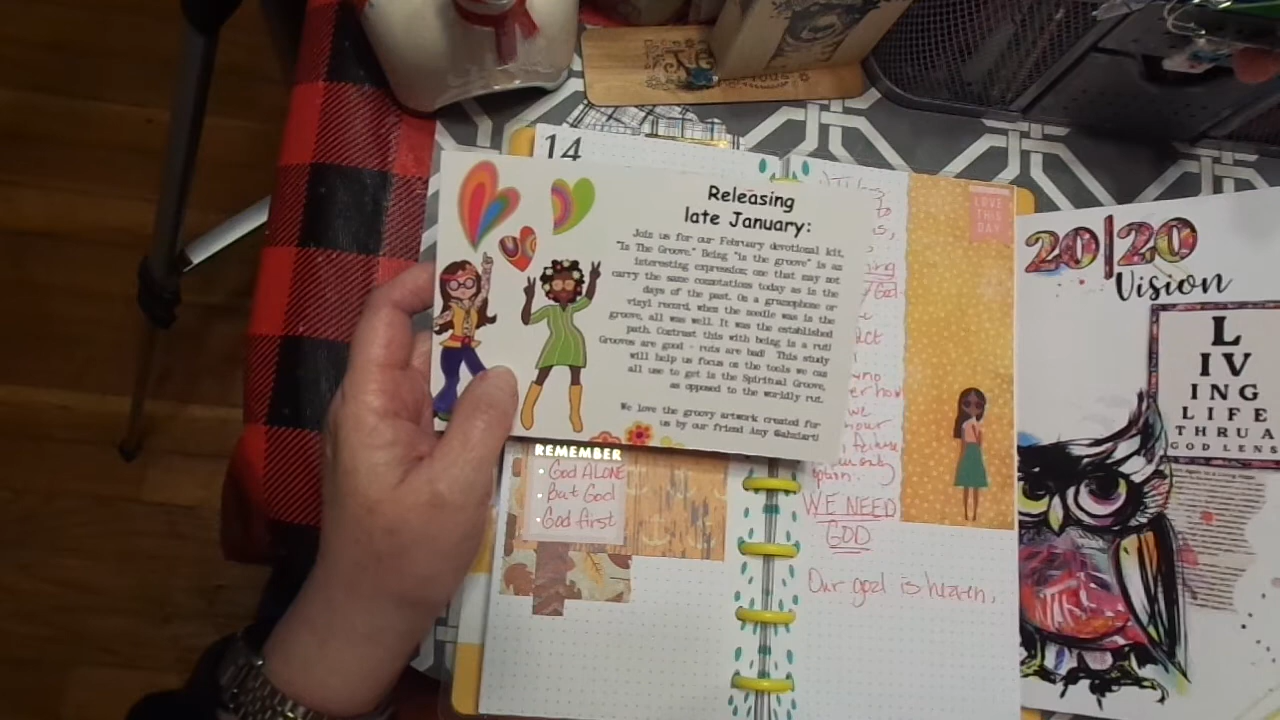 14
Releasing
late January:
Join us for our February devotional kit,
"In The Groove." Being "in the groove" is an
interesting expression; one that may not
carry the same connotations today as in the
days of the past. On a gramophone or
vinyl record, when the needle was in the
groove, all was well. It was the established
path. Contrast this with being in a rut!
Grooves are good - ruts are bad! This study
will help us focus on the tools we can
all use to get in the Spiritual Groove,
as opposed to the worldly rut.
We love the groovy artwork created for
us by our friend Amy
REMEMBER
• God ALONE
• But God
• God first
WE NEED
GOD
Our goal is heaven.
LOVE
THIS
DAY
20|20
Vision
L
IV
ING
LIFE
THRU A
GOD LENS